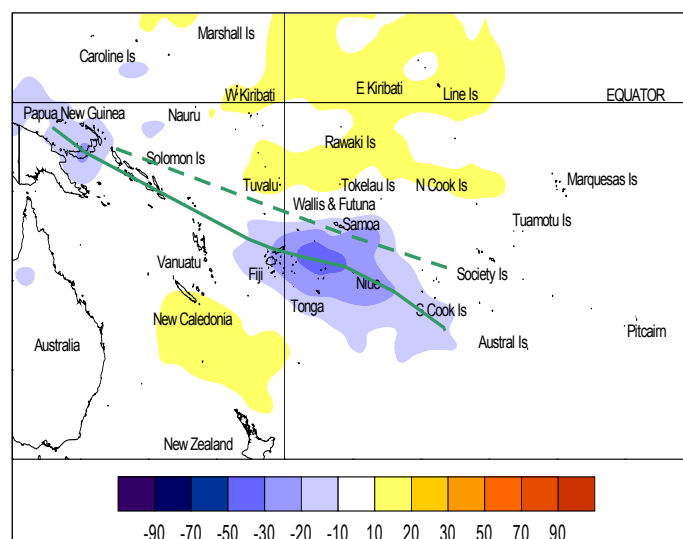 Marshall Is
Caroline Is
W Kiribati
E Kiribati
Line Is
EQUATOR
Papua New Guinea
Nauru
Rawaki Is
Solomon Is
Tuvalu
Tokelau Is
N Cook Is
Marquesas Is
Wallis & Futuna
Samoa
Tuamotu Is
Vanuatu
Fiji
Niue
Society Is
Tonga
S Cook Is
New Caledonia
Pitcairn
Australia
Austral Is
New Zealand
-90 -70 -50 -30 -20 -10 10 20 30 50 70 90